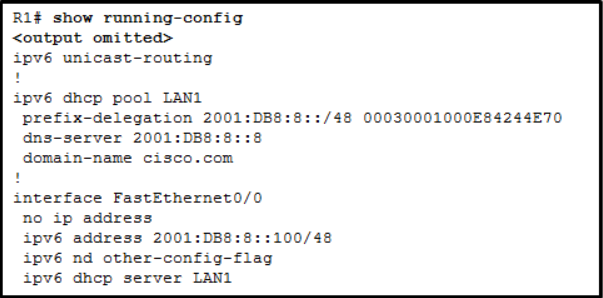 R1# show running-config
<output omitted>
ipv6 unicast-routing
!
ipv6 dhcp pool LAN1
prefix-delegation 2001:DB8:8::/48 00030001000E84244E70
dns-server 2001:DB8:8::8
domain-name cisco.com
!
interface FastEthernet0/0
no ip address
ipv6 address 2001:DB8:8::100/48
ipv6 nd other-config-flag
ipv6 dhcp server LAN1